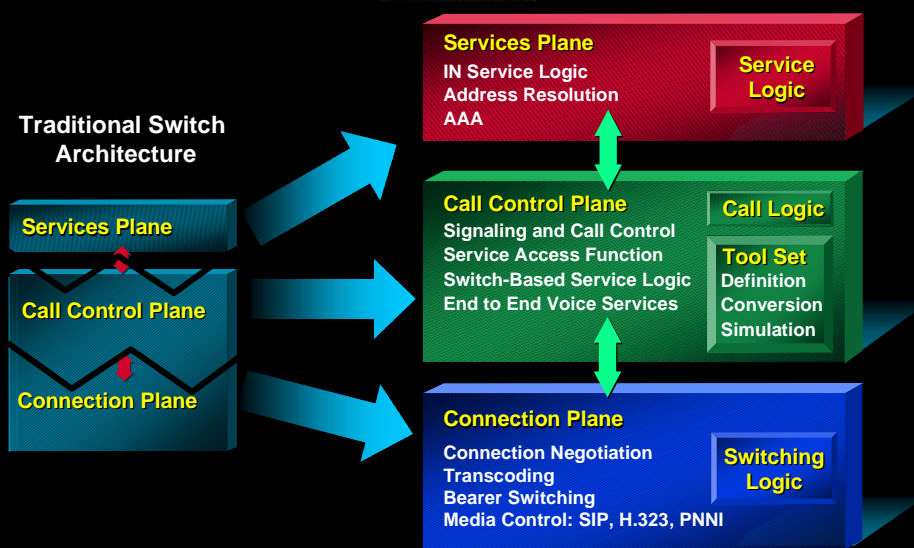 Traditional Switch
Architecture
Services Plane
Call Control Plane
Connection Plane
Services Plane
IN Service Logic
Address Resolution
AAA
Service
Logic
Call Control Plane
Signaling and Call Control
Service Access Function
Switch-Based Service Logic
End to End Voice Services
Call Logic
Tool Set
Definition
Conversion
Simulation
Connection Plane
Connection Negotiation
Transcoding
Bearer Switching
Media Control: SIP, H.323, PNNI
Switching
Logic